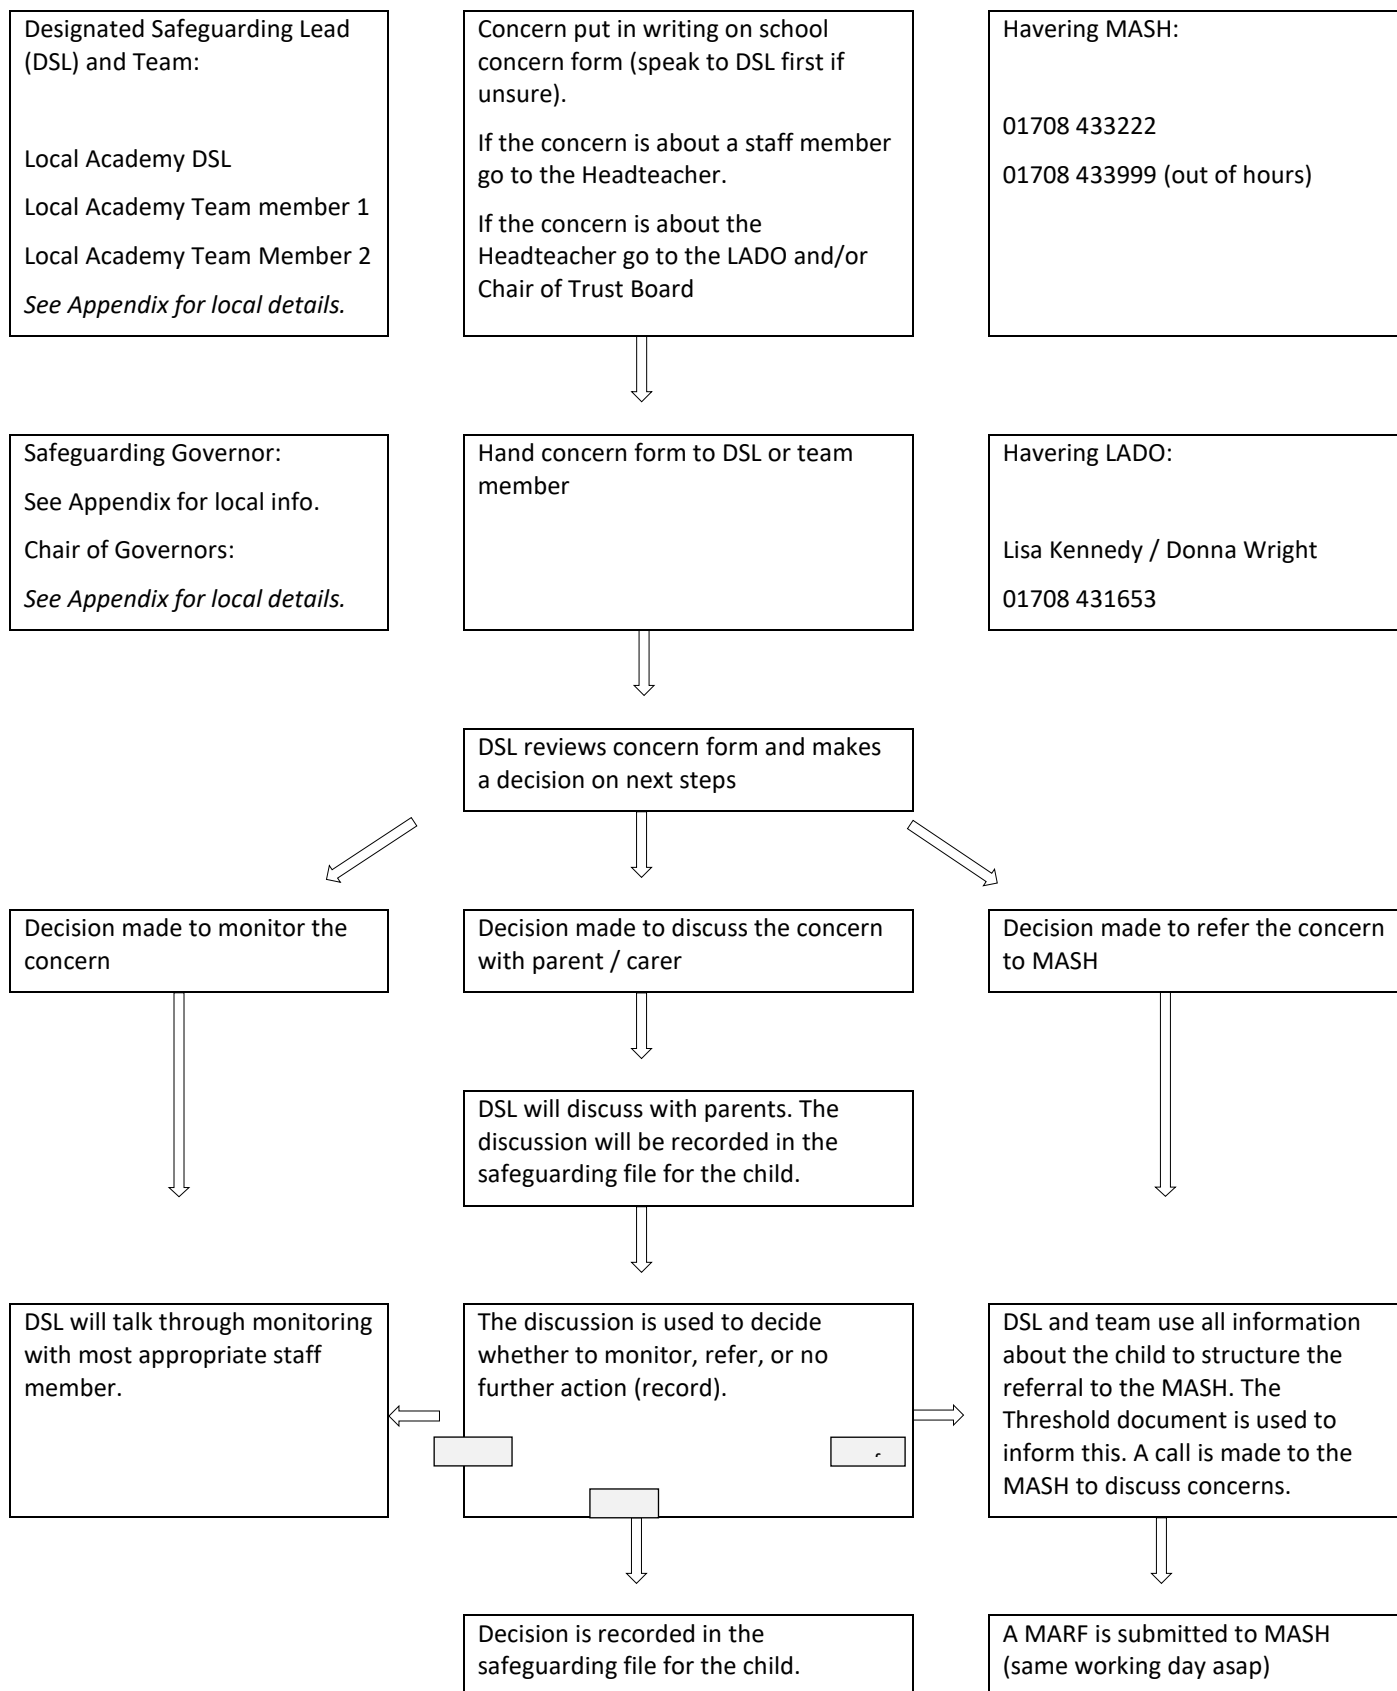 Designated Safeguarding Lead
(DSL) and Team:
Local Academy DSL
Local Academy Team member 1
Local Academy Team Member 2
See Appendix for local details.
Concern put in writing on school
concern form (speak to DSL first if
unsure).
If the concern is about a staff member
go to the Headteacher.
If the concern is about the
Headteacher go to the LADO and/or
Chair of Trust Board
Havering MASH:
01708 433222
01708 433999 (out of hours)
Safeguarding Governor:
See Appendix for local info.
Chair of Governors:
See Appendix for local details.
Hand concern form to DSL or team
member
Havering LADO:
Lisa Kennedy / Donna Wright
01708 431653
DSL reviews concern form and makes
a decision on next steps
Decision made to monitor the
concern
Decision made to discuss the concern
with parent / carer
Decision made to refer the concern
to MASH
DSL will discuss with parents. The
discussion will be recorded in the
safeguarding file for the child.
DSL will talk through monitoring
with most appropriate staff
member.
The discussion is used to decide
whether to monitor, refer, or no
further action (record).
DSL and team use all information
about the child to structure the
referral to the MASH. The
Threshold document is used to
inform this. A call is made to the
MASH to discuss concerns.
Decision is recorded in the
safeguarding file for the child.
A MARF is submitted to MASH
(same working day asap)